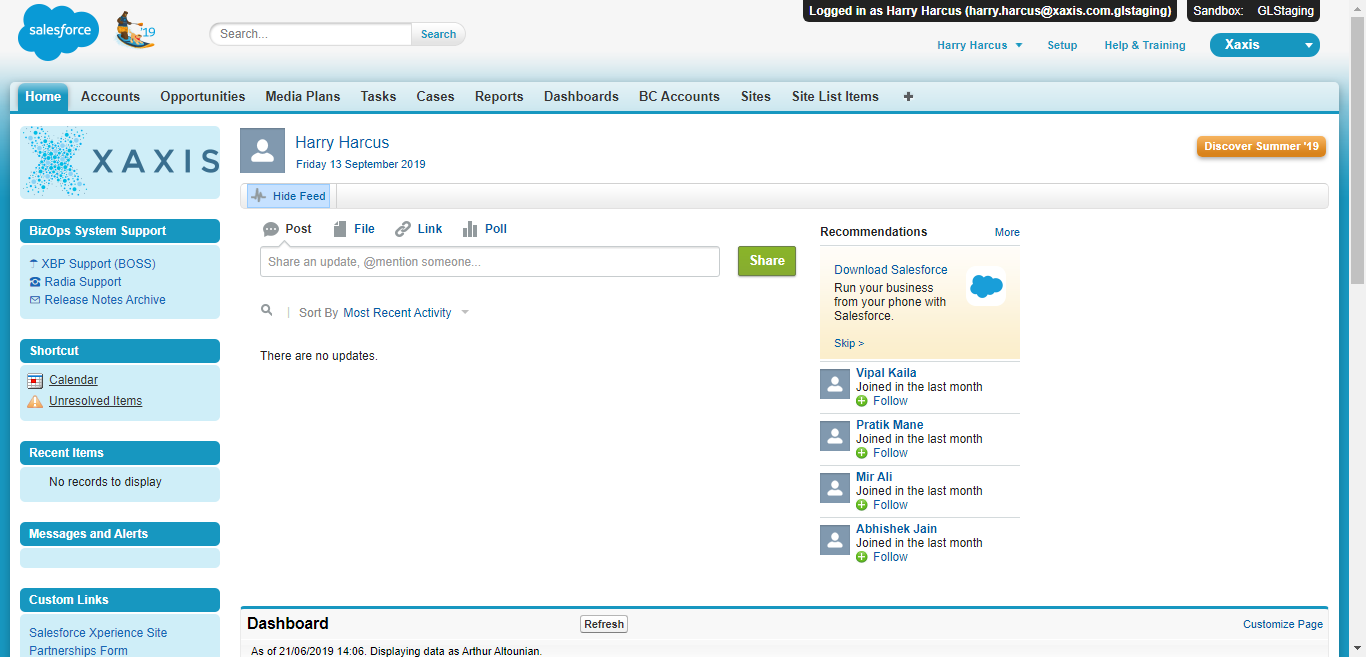 Logged in as Harry Harcus (harry.harcus@xaxis.com.glstaging)
Sandbox: GLStaging
salesforce
'19
Search...
Search
Harry Harcus
Setup
Help & Training
Xaxis
Home Accounts Opportunities Media Plans Tasks Cases Reports Dashboards BC Accounts Sites Site List Items +
XAXIS
BizOps System Support
XBP Support (BOSS)
Radia Support
Release Notes Archive
Shortcut
Calendar
Unresolved Items
Recent Items
No records to display
Messages and Alerts
Custom Links
Salesforce Xperience Site
Partnerships Form
Harry Harcus
Friday 13 September 2019
Discover Summer '19
Hide Feed
Post File Link Poll
Share an update, @mention someone...
Share
Sort By Most Recent Activity
There are no updates.
Recommendations
More
Download Salesforce
Run your business
from your phone with
Salesforce.
Skip >
Vipal Kaila
Joined in the last month
Follow
Pratik Mane
Joined in the last month
Follow
Mir Ali
Joined in the last month
Follow
Abhishek Jain
Joined in the last month
Follow
Dashboard
Refresh
Customize Page
As of 21/06/2019 14:06. Displaying data as Arthur Altounian.